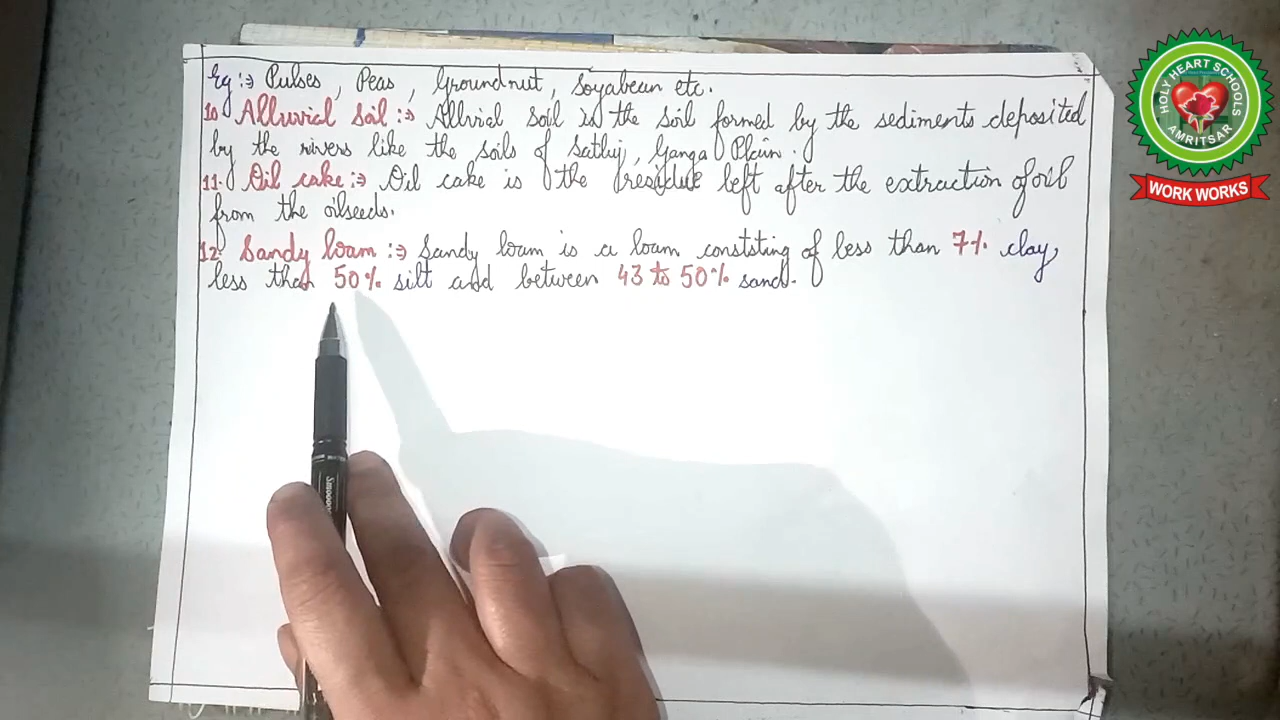 Eg :→ Pulses, Peas, Groundnut, Soyabean etc.
10. Alluvial Soil :→ Alluvial soil is the soil formed by the sediments deposited
by the rivers like the soils of Satluj, Ganga Plain.
11. Oil cake :→ Oil cake is the residue left after the extraction of oil
from the oilseeds.
12. Sandy loam :→ Sandy loam is a loam consisting of less than 7% clay,
less than 50% silt and between 43 to 50% sand.
HOLY HEART SCHOOLS
AMRITSAR
WORK WORKS